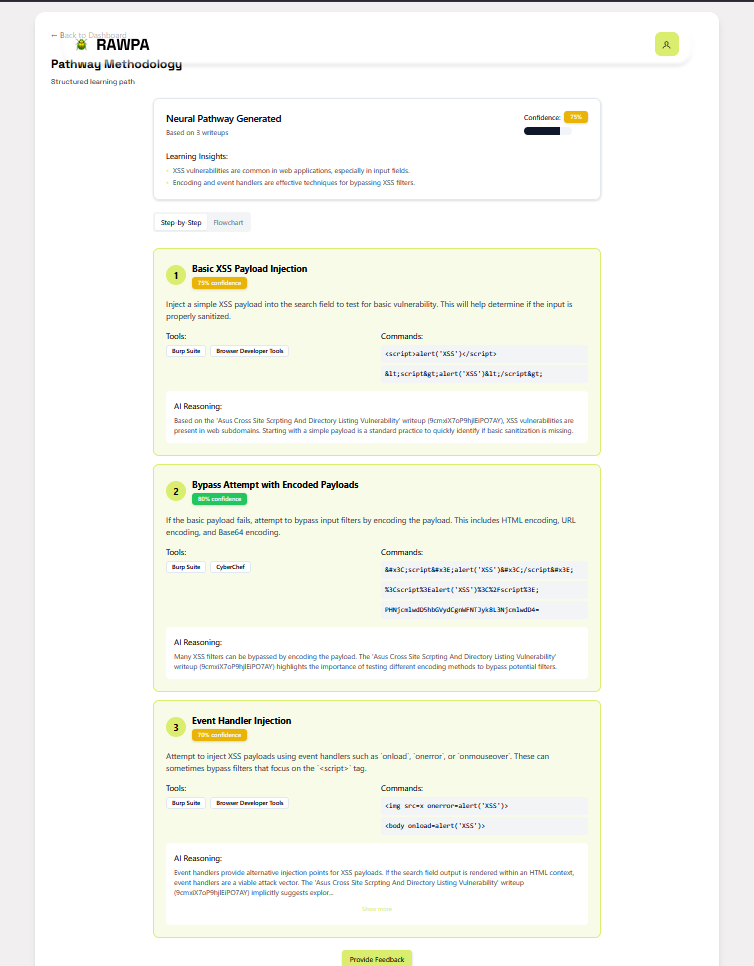 ← Back to Dashboard
RAWPA
Pathway Methodology
Structured learning path
Neural Pathway Generated
Confidence: 75%
Based on 3 writeups
Learning Insights:
· XSS vulnerabilities are common in web applications, especially in input fields.
· Encoding and event handlers are effective techniques for bypassing XSS filters.
Step-by-Step Flowchart
1 Basic XSS Payload Injection
75% confidence
Inject a simple XSS payload into the search field to test for basic vulnerability. This will help determine if the input is
properly sanitized.
Tools: Commands:
Burp Suite Browser Developer Tools <script>alert('XSS')</script>
&lt;script&gt;alert('XSS')&lt;/script&gt;
AI Reasoning:
Based on the 'Asus Cross Site Scrpting And Directory Listing Vulnerability' writeup (9cmxiX7oP9hjlEiPO7AY), XSS vulnerabilities are
present in web subdomains. Starting with a simple payload is a standard practice to quickly identify if basic sanitization is missing.
2 Bypass Attempt with Encoded Payloads
80% confidence
If the basic payload fails, attempt to bypass input filters by encoding the payload. This includes HTML encoding, URL
encoding, and Base64 encoding.
Tools: Commands:
Burp Suite CyberChef &#x3C;script&#x3E;alert('XSS')&#x3C;/script&#x3E;
%3Cscript%3Ealert('XSS')%3C%2Fscript%3E;
AI Reasoning:
Many XSS filters can be bypassed by encoding the payload. The 'Asus Cross Site Scrpting And Directory Listing Vulnerability'
writeup (9cmxiX7oP9hjlEiPO7AY) highlights the importance of testing different encoding methods to bypass potential filters.
3 Event Handler Injection
70% confidence
Attempt to inject XSS payloads using event handlers such as `onload`, `onerror`, or `onmouseover`. These can
sometimes bypass filters that focus on the `<script>` tag.
Tools: Commands:
Burp Suite Browser Developer Tools <img src=x onerror=alert('XSS')>
<body onload=alert('XSS')>
AI Reasoning:
Event handlers provide alternative injection points for XSS payloads. If the search field output is rendered within an HTML context,
event handlers are a viable attack vector. The 'Asus Cross Site Scrpting And Directory Listing Vulnerability' writeup
(9cmxiX7oP9hjlEiPO7AY) implicitly suggests explor...
Show more
Provide Feedback